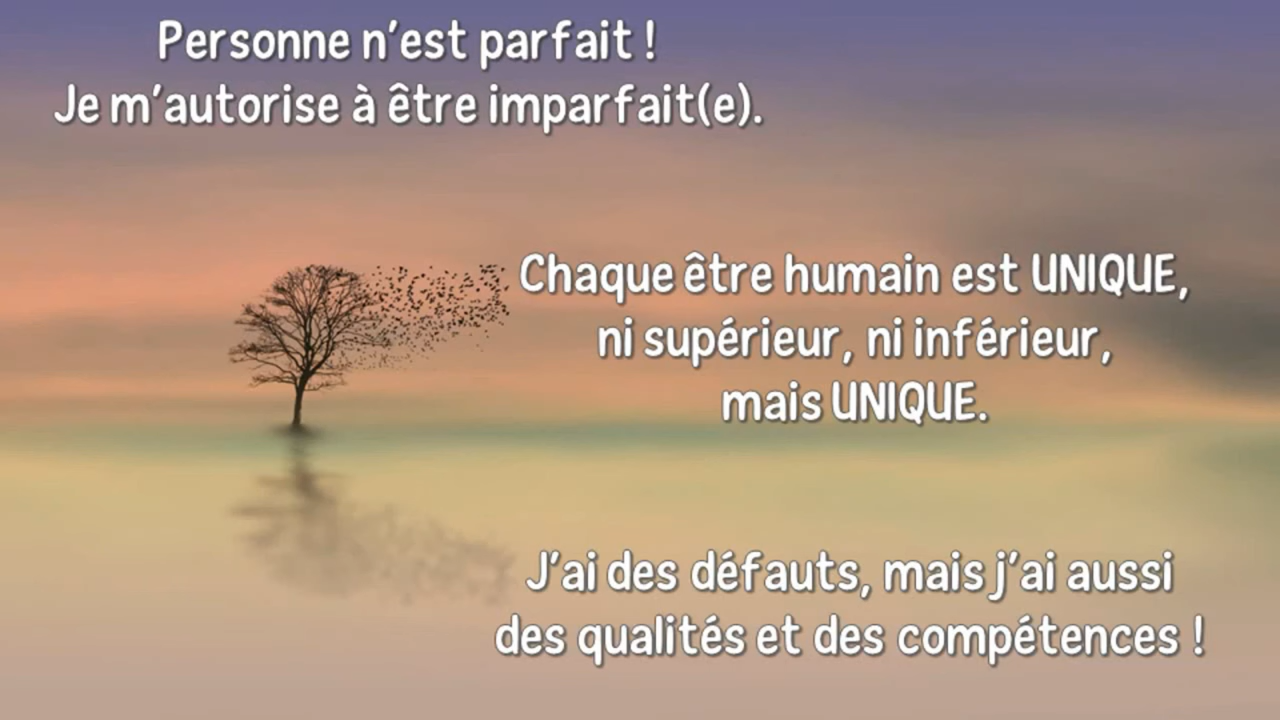 Personne n'est parfait !
Je m'autorise à être imparfait(e).
Chaque être humain est UNIQUE,
ni supérieur, ni inférieur,
mais UNIQUE.
J'ai des défauts, mais j'ai aussi
des qualités et des compétences !